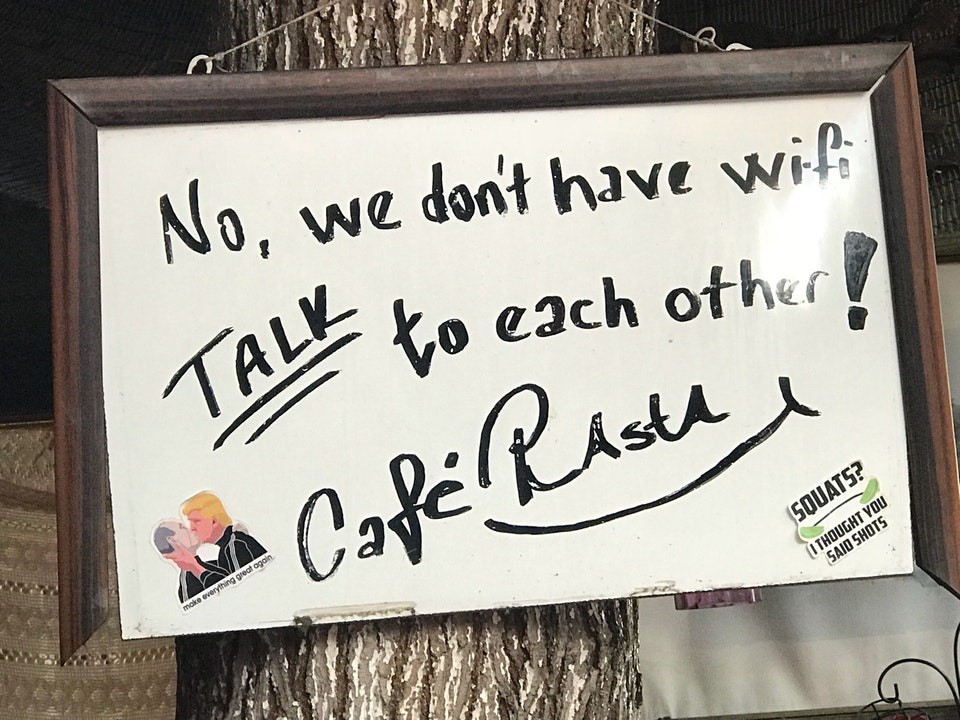 No, we don't have wifi
TALK to each other!
Café RAsta
make everything great again
SQUATS?
I THOUGHT YOU
SAID SHOTS